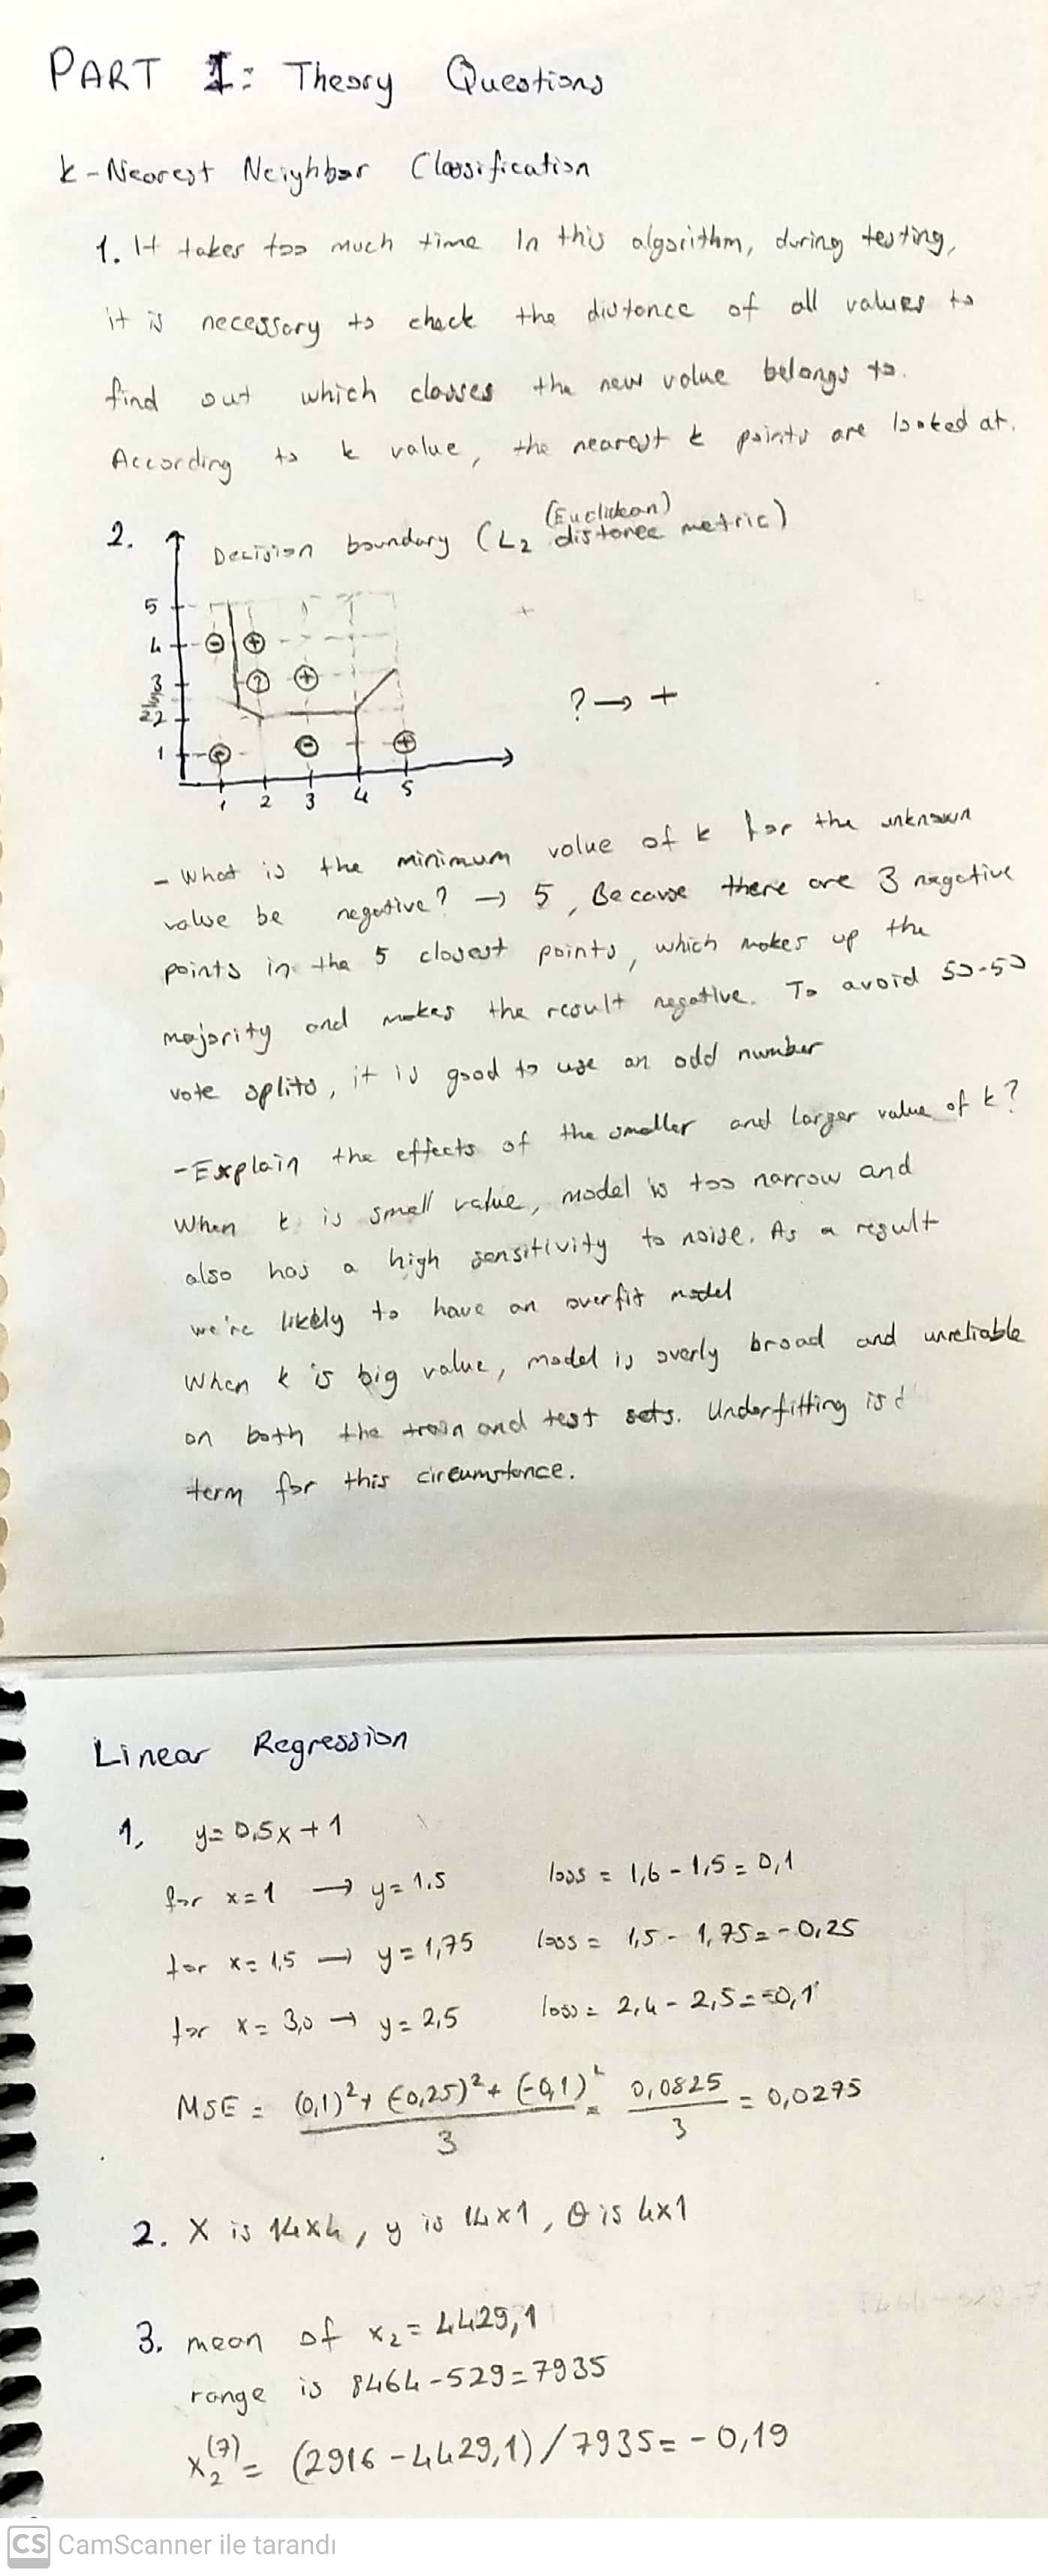 PART I: Theory Questions
k-Nearest Neighbor Classification
1. It takes too much time In this algorithm, during testing,
it is necessary to check the distance of all values to
find out which classes the new value belongs to.
According to k value, the nearest k points are looked at.
2. Decision boundary (L2 (Euclidean) distance metric)
5
4 - +
3 ? +
2
1 - +
1 2 3 4 5
? → +
- What is the minimum value of k for the unknown
value be negative? → 5, Because there are 3 negative
points in the 5 closest points, which makes up the
majority and makes the result negative. To avoid 50-50
vote splits, it is good to use an odd number
- Explain the effects of the smaller and larger value of k?
When k is small value, model is too narrow and
also has a high sensitivity to noise. As a result
we're likely to have an overfit model
When k is big value, model is overly broad and unreliable
on both the train and test sets. Underfitting is
term for this circumstance.
Linear Regression
1. y=0,5x+1
for x=1 → y=1.5 loss = 1,6-1,5=0,1
for x=1,5 → y=1,75 loss = 1,5-1,75=-0,25
for x=3,0 → y=2,5 loss = 2,4-2,5=-0,1
MSE = (0,1)²+(-0,25)²+(-0,1)² / 3 = 0,0825 / 3 = 0,0275
2. X is 14x4, y is 14x1, θ is 4x1
3. mean of x₂ = 4429,1
range is 8464-529=7935
x₂⁽⁷⁾ = (2916-4429,1)/7935=-0,19
CS CamScanner ile tarandı